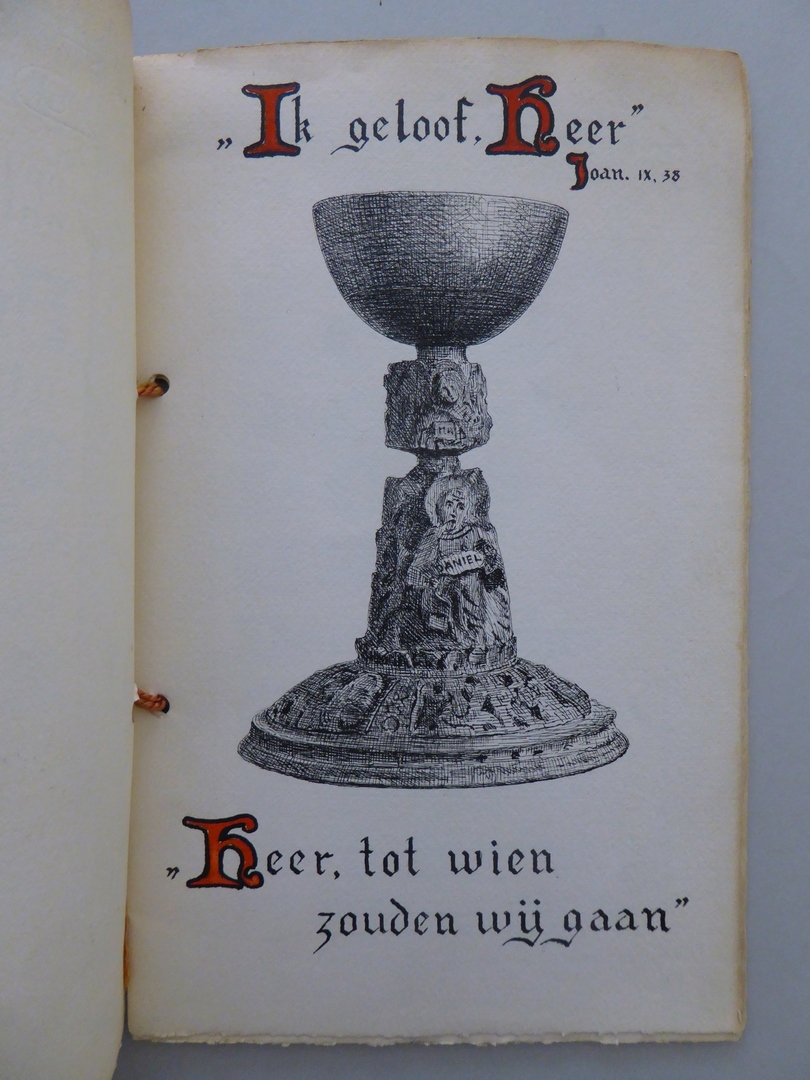 „Ik geloof, Heer”
Joan. IX, 38
DANIEL
„Heer, tot wien
zouden wij gaan”